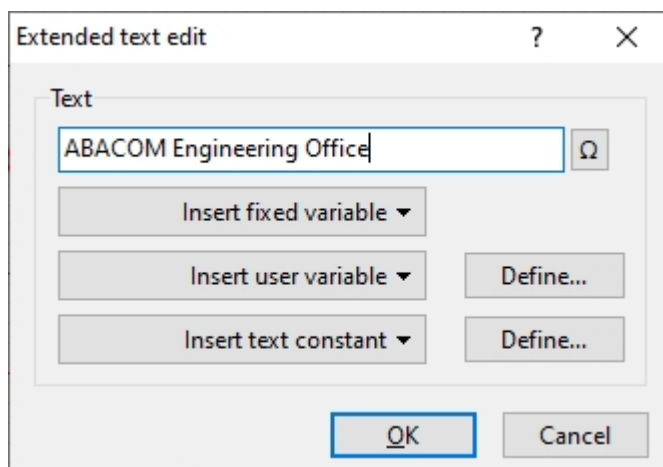 Extended text edit ?
Text
ABACOM Engineering Office Ω
Insert fixed variable
Insert user variable Define...
Insert text constant Define...
OK Cancel